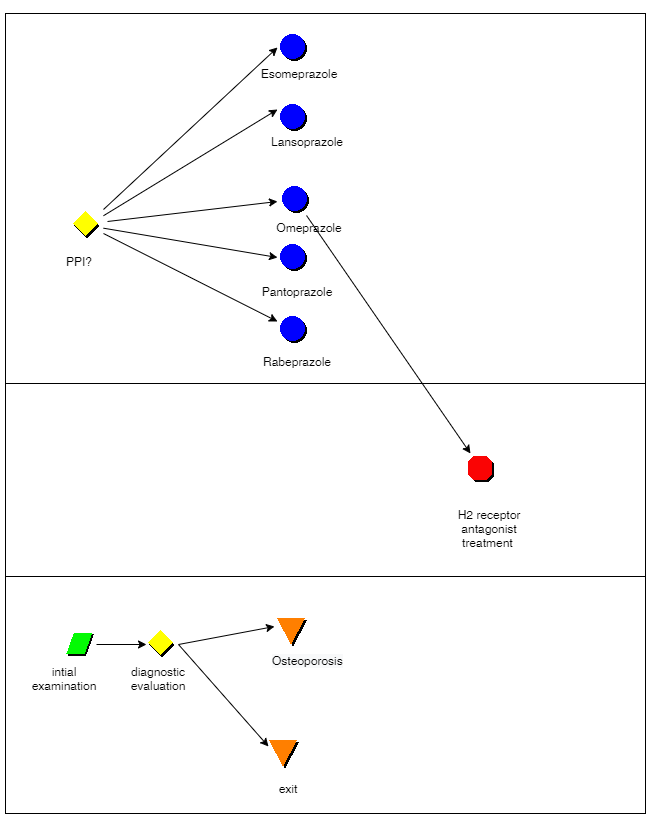 Esomeprazole
Lansoprazole
Omeprazole
PPI?
Pantoprazole
Rabeprazole
H2 receptor
antagonist
treatment
intial
examination
diagnostic
evaluation
Osteoporosis
exit